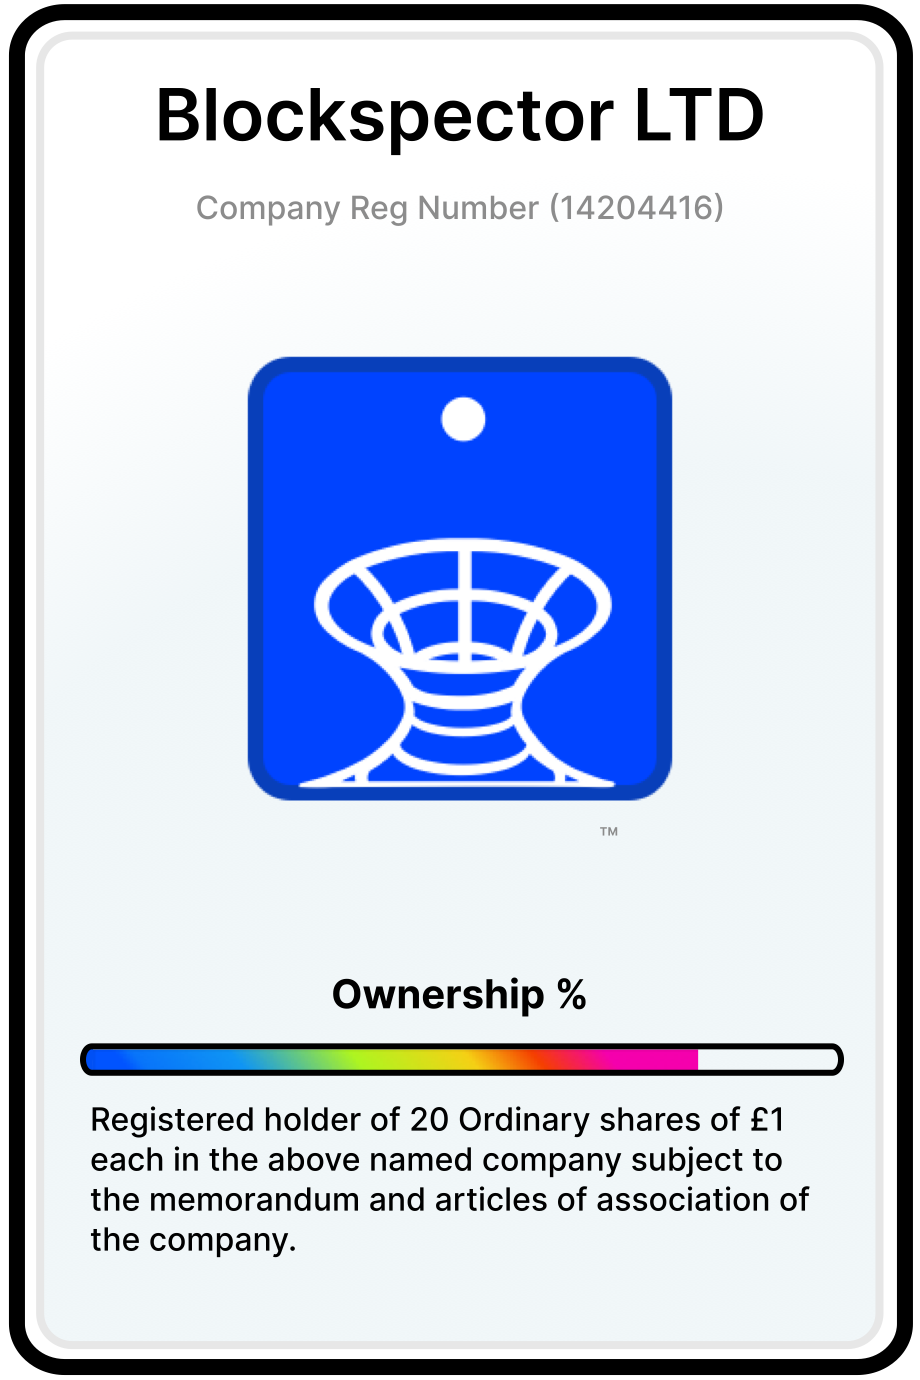 Blockspector LTD
Company Reg Number (14204416)
™
Ownership %
Registered holder of 20 Ordinary shares of £1
each in the above named company subject to
the memorandum and articles of association of
the company.